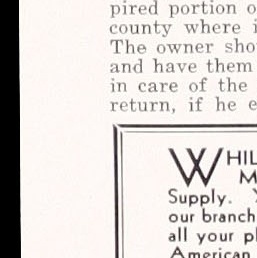 pired portion o
county where i
The owner sho
and have them
in care of the
return, if he e
WHIL
M
Supply. Y
our branch
all your pl
American